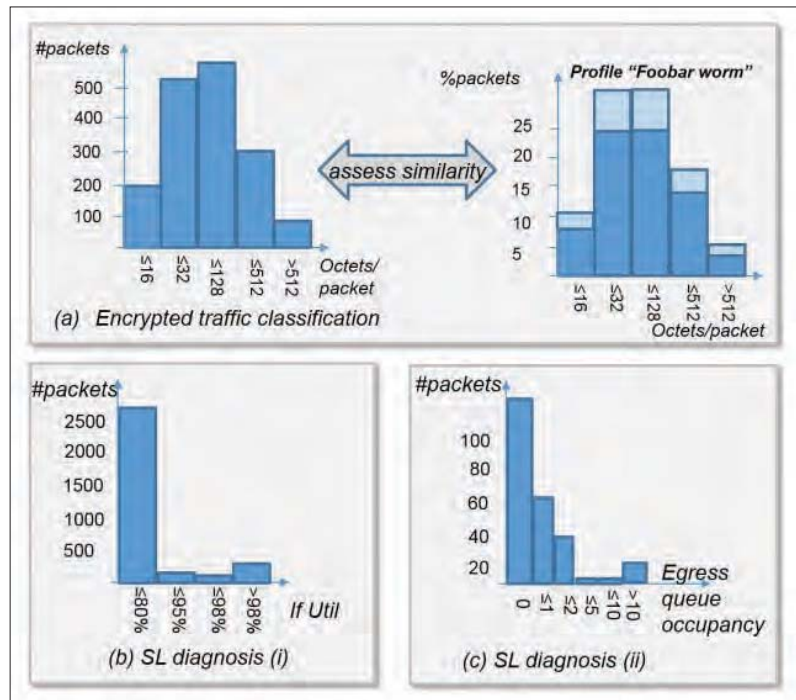 #packets
500
400
300
200
100
≤16
≤32
≤128
≤512
>512
Octets/
packet
assess similarity
%packets
Profile "Foobar worm"
25
20
15
10
5
≤16
≤32
≤128
≤512
>512
Octets/packet
(a) Encrypted traffic classification
#packets
2500
2000
1500
1000
500
≤80%
≤95%
≤98%
>98%
If Util
(b) SL diagnosis (i)
#packets
100
80
60
40
20
0
≤1
≤2
≤5
≤10
>10
Egress
queue
occupancy
(c) SL diagnosis (ii)